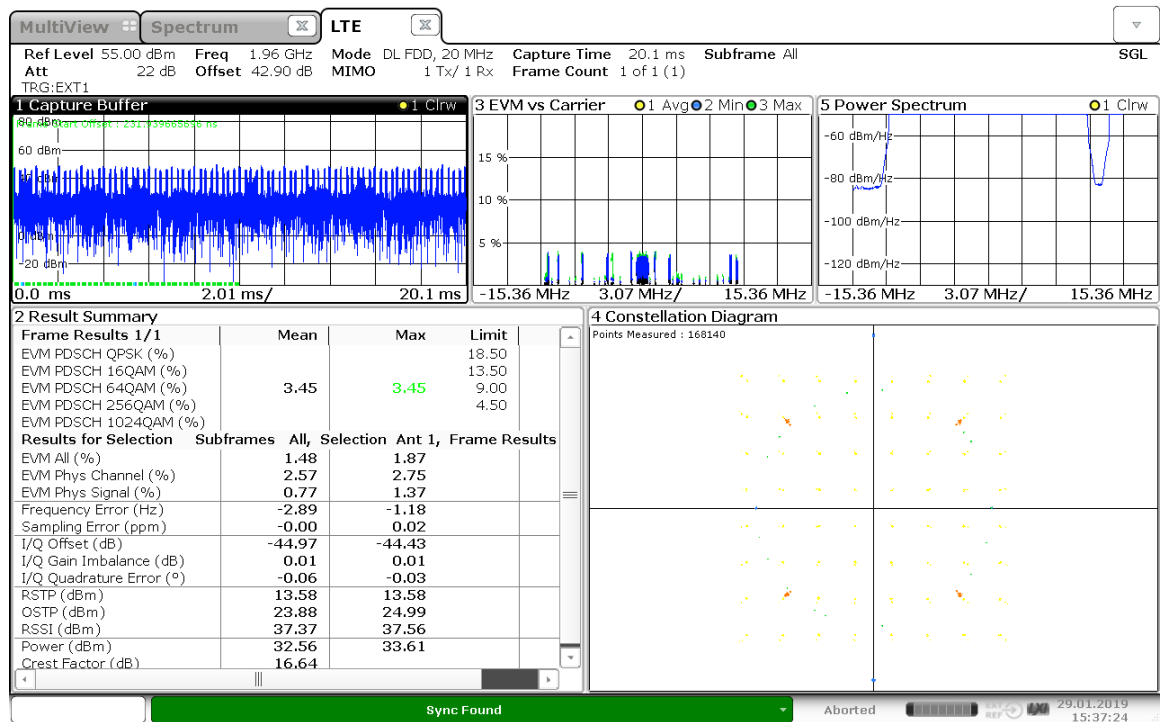 MultiView Spectrum X LTE X
Ref Level 55.00 dBm Freq 1.96 GHz Mode DL FDD, 20 MHz Capture Time 20.1 ms Subframe All SGL
Att 22 dB Offset 42.90 dB MIMO 1 Tx/ 1 Rx Frame Count 1 of 1 (1)
TRG:EXT1
1 Capture Buffer 1 Clrw
80 dBm
Frame Start Offset : 231.939665656 ns
60 dBm
0 dBm
-20 dBm
0.0 ms 2.01 ms/ 20.1 ms
3 EVM vs Carrier 1 Avg 2 Min 3 Max
15 %
10 %
5 %
-15.36 MHz 3.07 MHz/ 15.36 MHz
5 Power Spectrum 1 Clrw
-60 dBm/Hz
-80 dBm/Hz
-100 dBm/Hz
-120 dBm/Hz
-15.36 MHz 3.07 MHz/ 15.36 MHz
2 Result Summary
Frame Results 1/1 Mean Max Limit
EVM PDSCH QPSK (%) 18.50
EVM PDSCH 16QAM (%) 13.50
EVM PDSCH 64QAM (%) 3.45 3.45 9.00
EVM PDSCH 256QAM (%) 4.50
EVM PDSCH 1024QAM (%)
Results for Selection Subframes All, Selection Ant 1, Frame Results
EVM All (%) 1.48 1.87
EVM Phys Channel (%) 2.57 2.75
EVM Phys Signal (%) 0.77 1.37
Frequency Error (Hz) -2.89 -1.18
Sampling Error (ppm) -0.00 0.02
I/Q Offset (dB) -44.97 -44.43
I/Q Gain Imbalance (dB) 0.01 0.01
I/Q Quadrature Error (°) -0.06 -0.03
RSTP (dBm) 13.58 13.58
OSTP (dBm) 23.88 24.99
RSSI (dBm) 37.37 37.56
Power (dBm) 32.56 33.61
Crest Factor (dB) 16.64
4 Constellation Diagram
Points Measured : 168140
Sync Found
Aborted
EXT
REF
LXI
29.01.2019
15:37:24